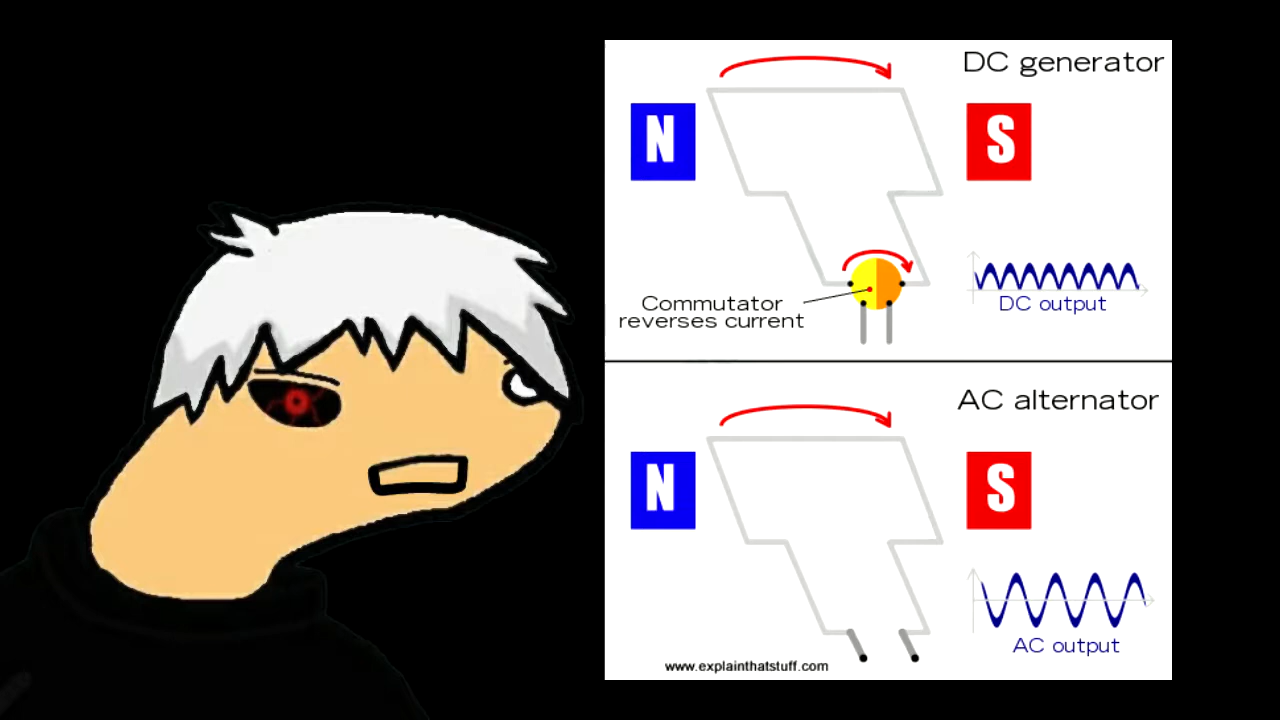 DC generator
N
S
Commutator
reverses current
DC output
AC alternator
N
S
AC output
www.explainthatstuff.com